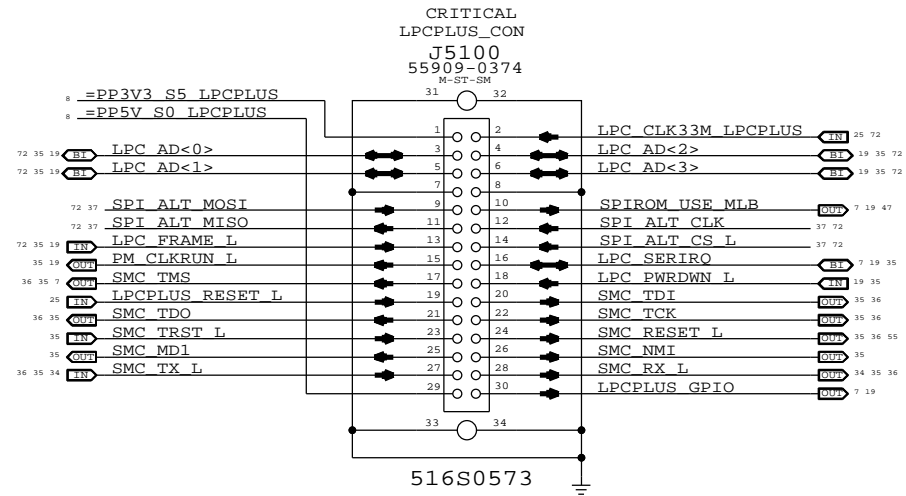 CRITICAL
LPCPLUS_CON
J5100
55909-0374
M-ST-SM
31 32
8 =PP3V3_S5_LPCPLUS
8 =PP5V_S0_LPCPLUS
1 2 LPC_CLK33M_LPCPLUS IN 25 72
72 35 19 BI LPC_AD<0> 3 4 LPC_AD<2> BI 19 35 72
72 35 19 BI LPC_AD<1> 5 6 LPC_AD<3> BI 19 35 72
7 8
72 37 SPI_ALT_MOSI 9 10 SPIROM_USE_MLB OUT 7 19 47
72 37 SPI_ALT_MISO 11 12 SPI_ALT_CLK 37 72
72 35 19 IN LPC_FRAME_L 13 14 SPI_ALT_CS_L 37 72
35 19 OUT PM_CLKRUN_L 15 16 LPC_SERIRQ BI 7 19 35
36 35 7 OUT SMC_TMS 17 18 LPC_PWRDWN_L IN 19 35
25 IN LPCPLUS_RESET_L 19 20 SMC_TDI OUT 35 36
36 35 OUT SMC_TDO 21 22 SMC_TCK OUT 35 36
35 IN SMC_TRST_L 23 24 SMC_RESET_L OUT 35 36 55
35 OUT SMC_MD1 25 26 SMC_NMI OUT 35
36 35 34 IN SMC_TX_L 27 28 SMC_RX_L OUT 34 35 36
29 30 LPCPLUS_GPIO OUT 7 19
33 34
516S0573